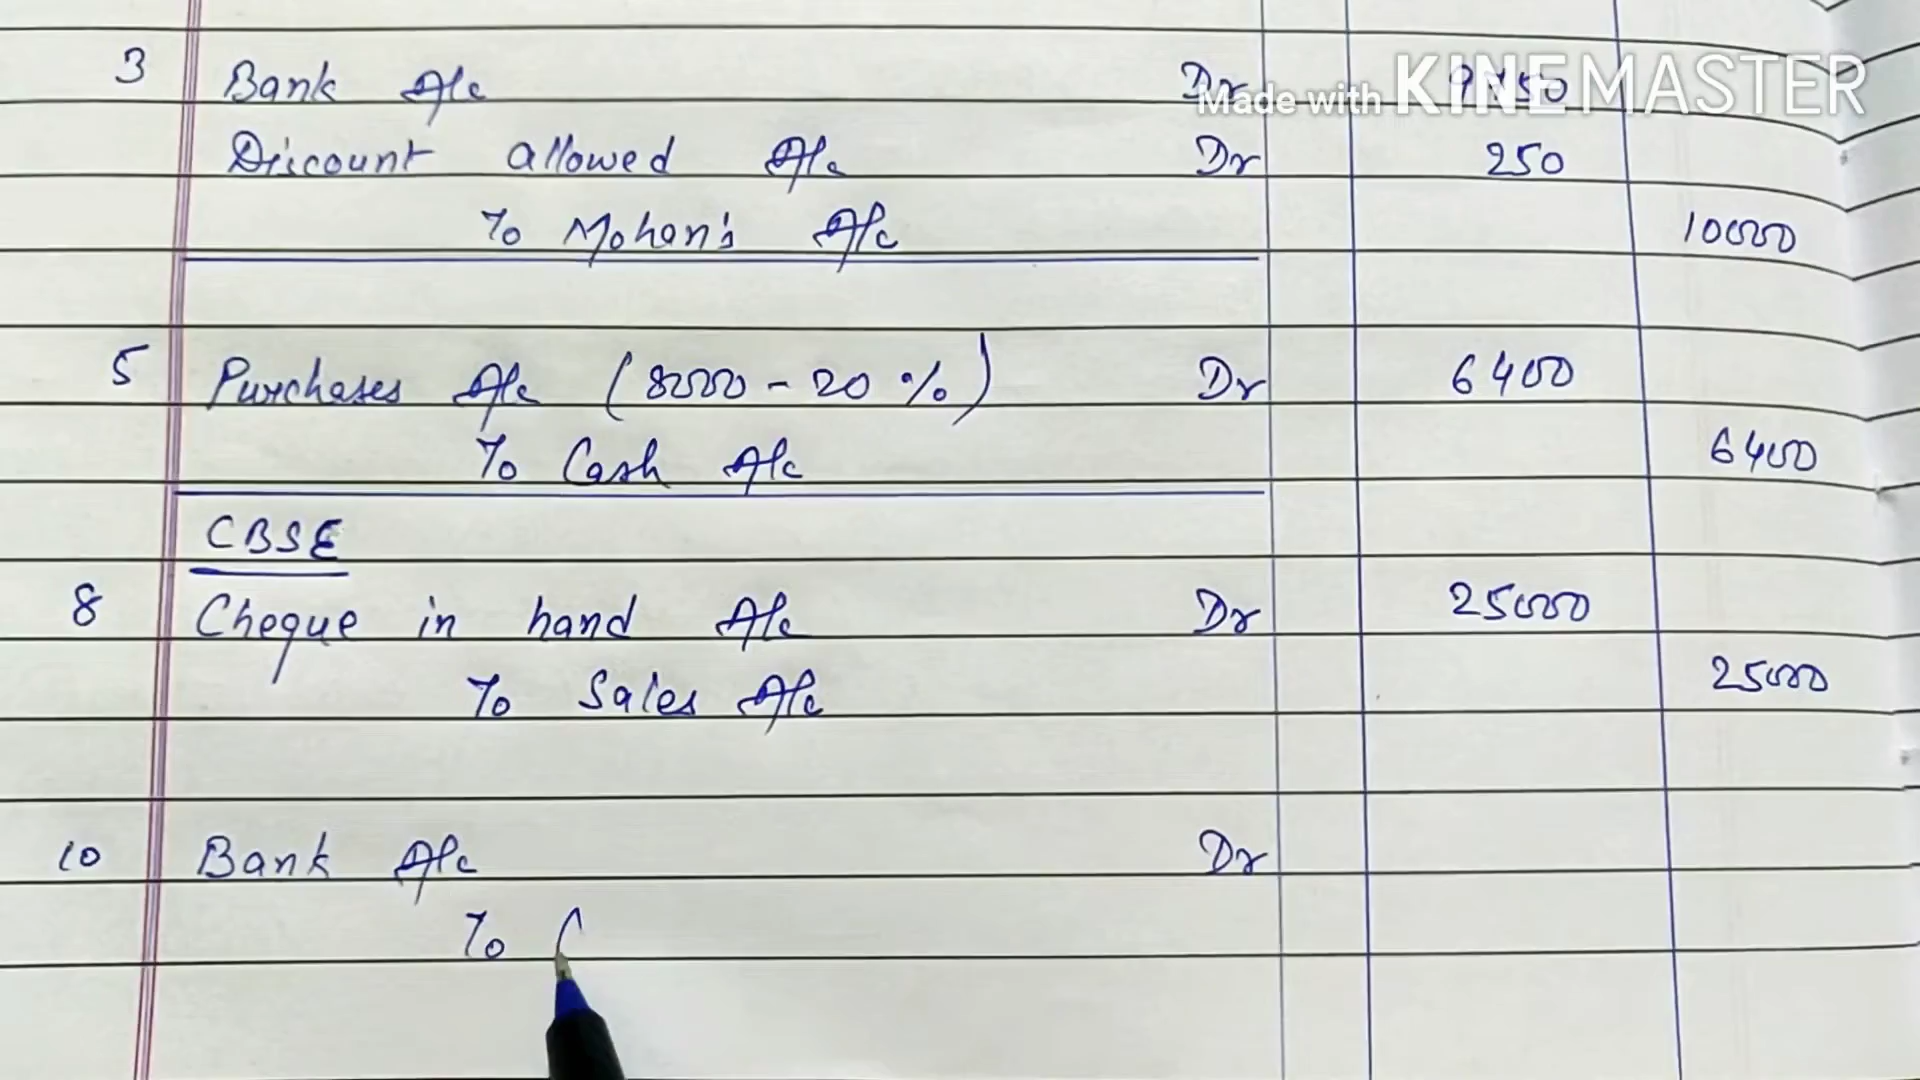 3 Bank A/c Dr 9750
Made with KINEMASTER
Discount allowed A/c Dr 250
To Mohan's A/c 10000
5 Purchases A/c (8000 - 20 %) Dr 6400
To Cash A/c 6400
CBSE
8 Cheque in hand A/c Dr 25000
To Sales A/c 25000
10 Bank A/c Dr
To C